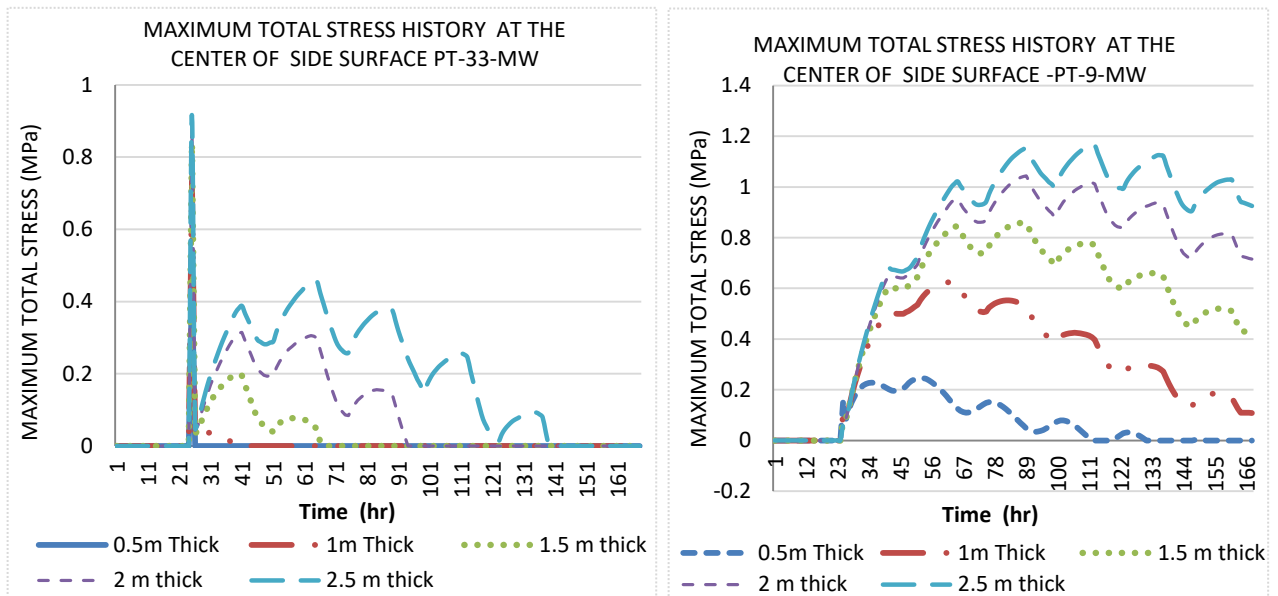 MAXIMUM TOTAL STRESS HISTORY AT THE
CENTER OF SIDE SURFACE PT-33-MW
MAXIMUM TOTAL STRESS (MPa)
1
0.8
0.6
0.4
0.2
0
1 11 21 31 41 51 61 71 81 91 101 111 121 131 141 151 161
Time (hr)
0.5m Thick 1m Thick 1.5 m thick
2 m thick 2.5 m thick
MAXIMUM TOTAL STRESS HISTORY AT THE
CENTER OF SIDE SURFACE -PT-9-MW
MAXIMUM TOTAL STRESS (MPa)
1.4
1.2
1
0.8
0.6
0.4
0.2
0
-0.2
1 12 23 34 45 56 67 78 89 100 111 122 133 144 155 166
Time (hr)
0.5m Thick 1m Thick 1.5 m thick
2 m thick 2.5 m thick